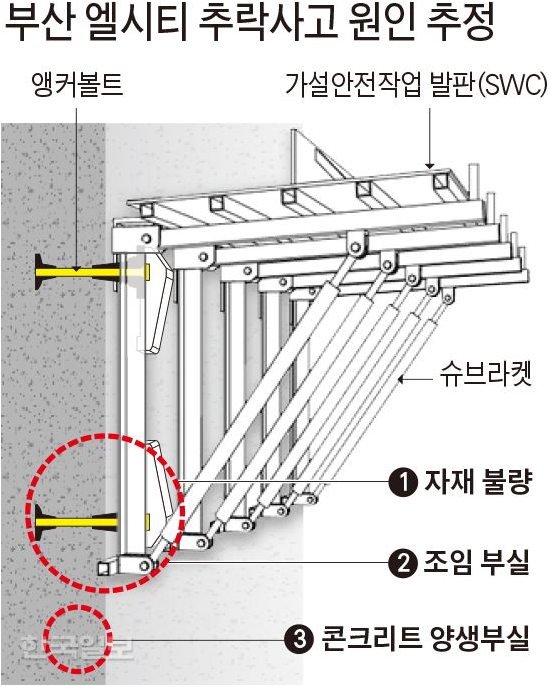 부산 엘시티 추락사고 원인 추정
앵커볼트
가설안전작업 발판(SWC)
슈브라켓
1 자재 불량
2 조임 부실
3 콘크리트 양생부실
한국일보